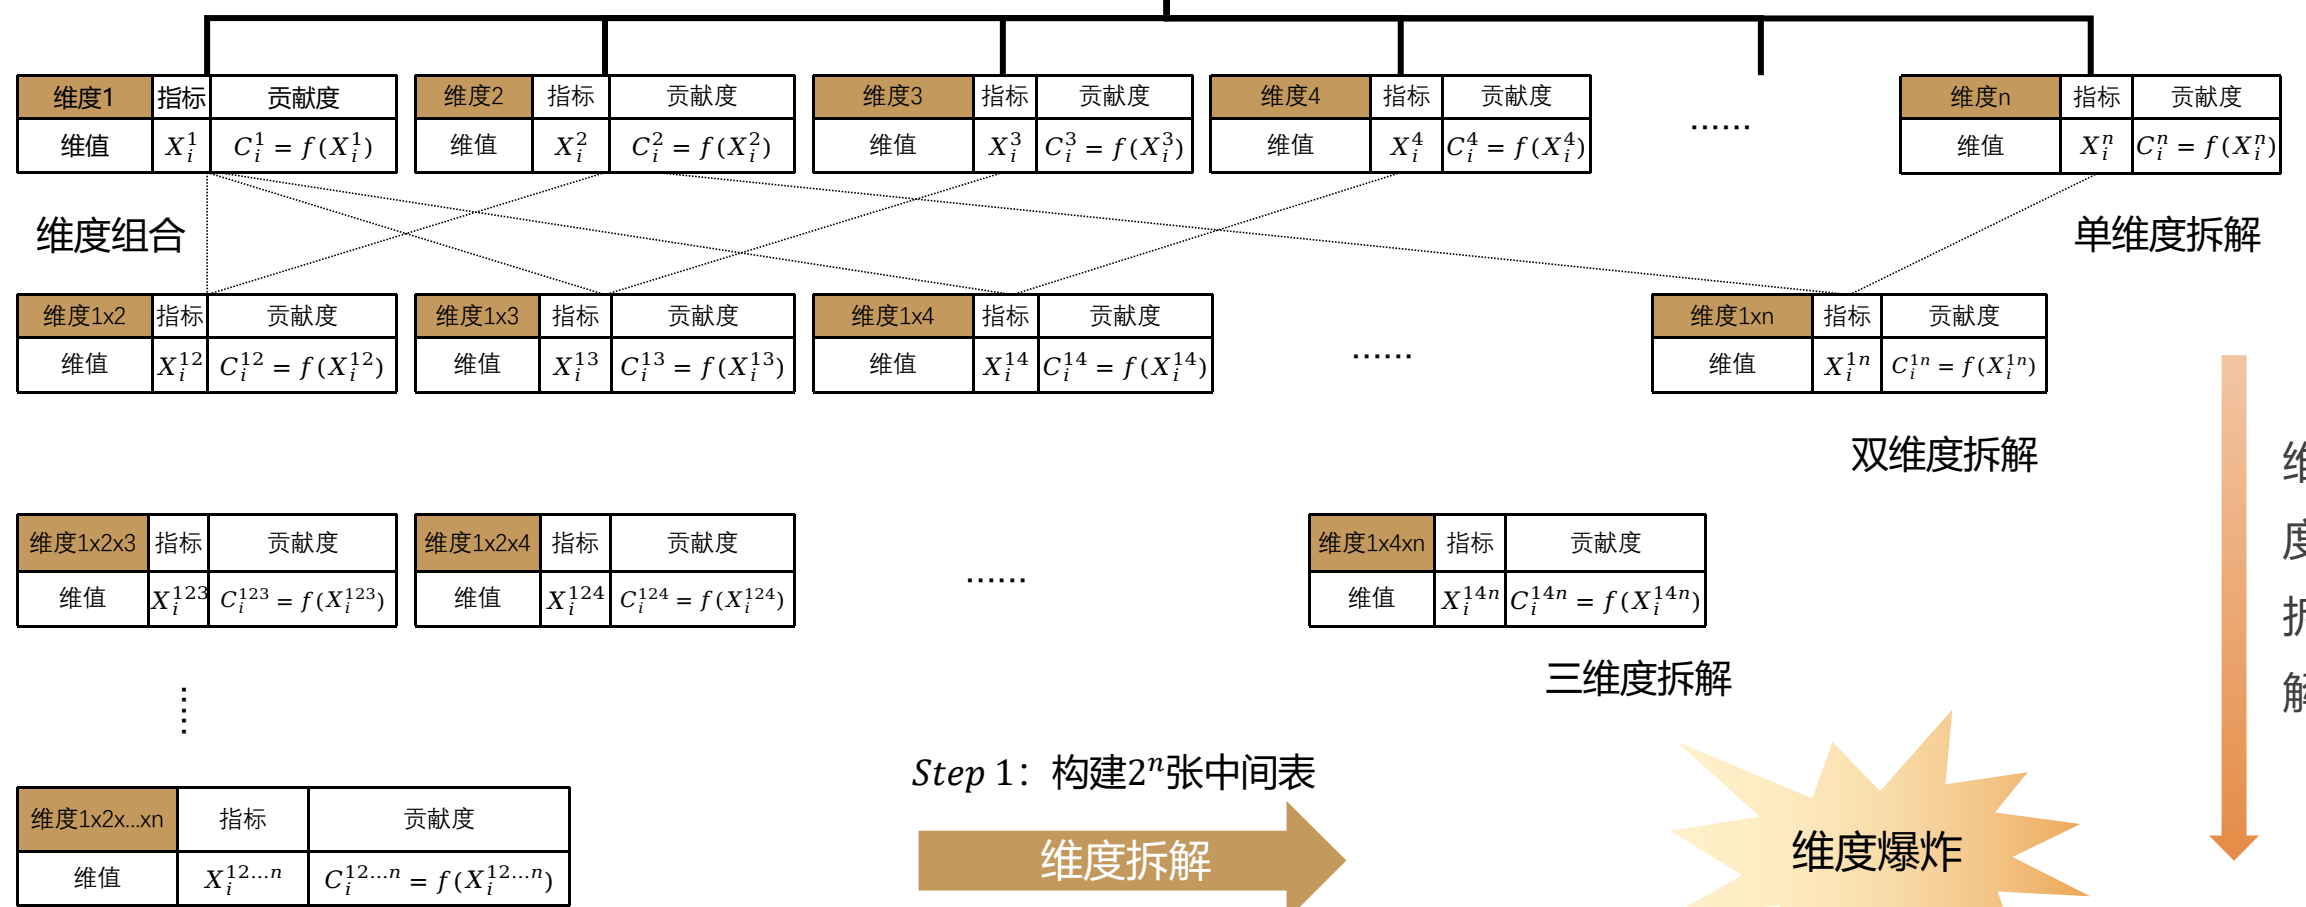 维度1 指标 贡献度
维值 $X_i^1$ $C_i^1 = f(X_i^1)$
维度2 指标 贡献度
维值 $X_i^2$ $C_i^2 = f(X_i^2)$
维度3 指标 贡献度
维值 $X_i^3$ $C_i^3 = f(X_i^3)$
维度4 指标 贡献度
维值 $X_i^4$ $C_i^4 = f(X_i^4)$
......
维度n 指标 贡献度
维值 $X_i^n$ $C_i^n = f(X_i^n)$
维度组合
单维度拆解
维度1x2 指标 贡献度
维值 $X_i^{12}$ $C_i^{12} = f(X_i^{12})$
维度1x3 指标 贡献度
维值 $X_i^{13}$ $C_i^{13} = f(X_i^{13})$
维度1x4 指标 贡献度
维值 $X_i^{14}$ $C_i^{14} = f(X_i^{14})$
......
维度1xn 指标 贡献度
维值 $X_i^{1n}$ $C_i^{1n} = f(X_i^{1n})$
双维度拆解
维度1x2x3 指标 贡献度
维值 $X_i^{123}$ $C_i^{123} = f(X_i^{123})$
维度1x2x4 指标 贡献度
维值 $X_i^{124}$ $C_i^{124} = f(X_i^{124})$
......
维度1x4xn 指标 贡献度
维值 $X_i^{14n}$ $C_i^{14n} = f(X_i^{14n})$
三维度拆解
......
维度1x2x...xn 指标 贡献度
维值 $X_i^{12...n}$ $C_i^{12...n} = f(X_i^{12...n})$
Step 1：构建$2^n$张中间表
维度拆解
维度爆炸
维
度
拆
解